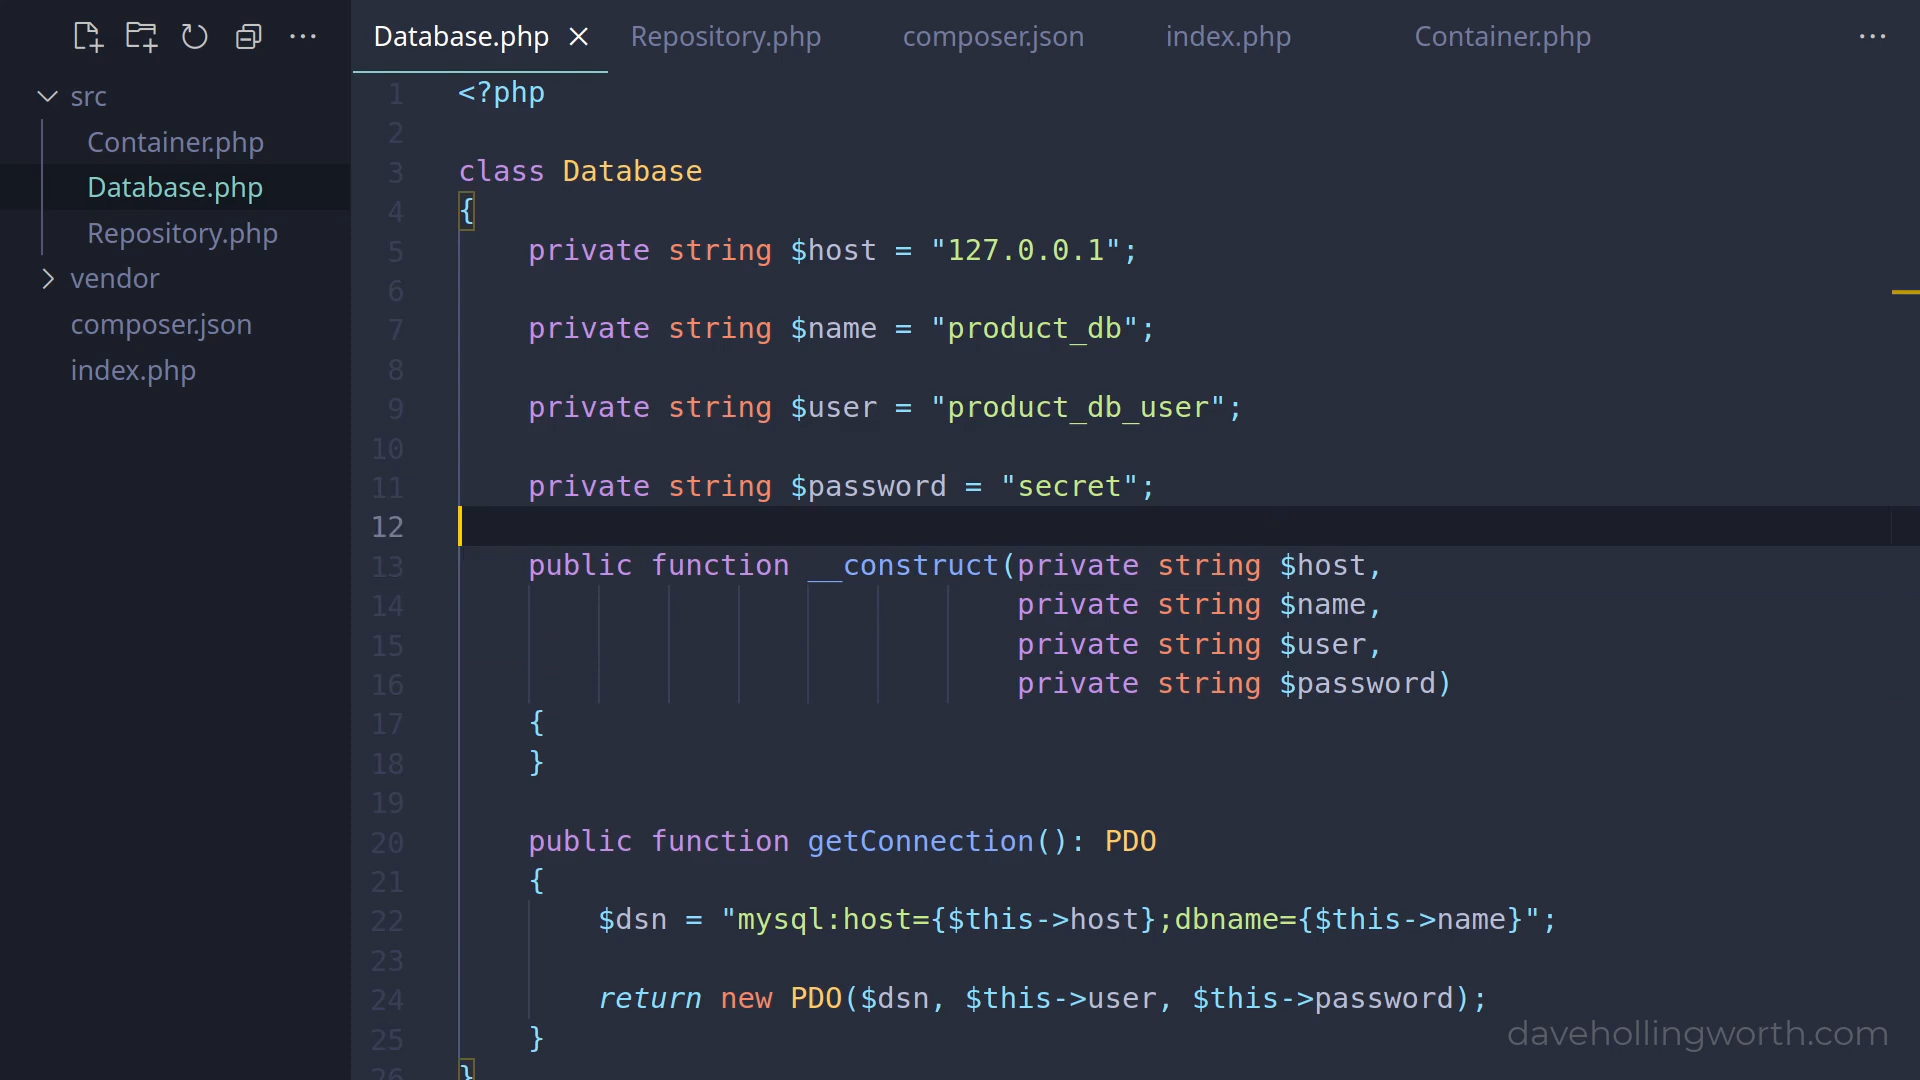 Database.php Repository.php composer.json index.php Container.php
src
Container.php
Database.php
Repository.php
vendor
composer.json
index.php
1 <?php
2
3 class Database
4 {
5     private string $host = "127.0.0.1";
6
7     private string $name = "product_db";
8
9     private string $user = "product_db_user";
10
11     private string $password = "secret";
12
13     public function __construct(private string $host,
14                                 private string $name,
15                                 private string $user,
16                                 private string $password)
17     {
18     }
19
20     public function getConnection(): PDO
21     {
22         $dsn = "mysql:host={$this->host};dbname={$this->name}";
23
24         return new PDO($dsn, $this->user, $this->password);
25     }
26 }
davehollingworth.com